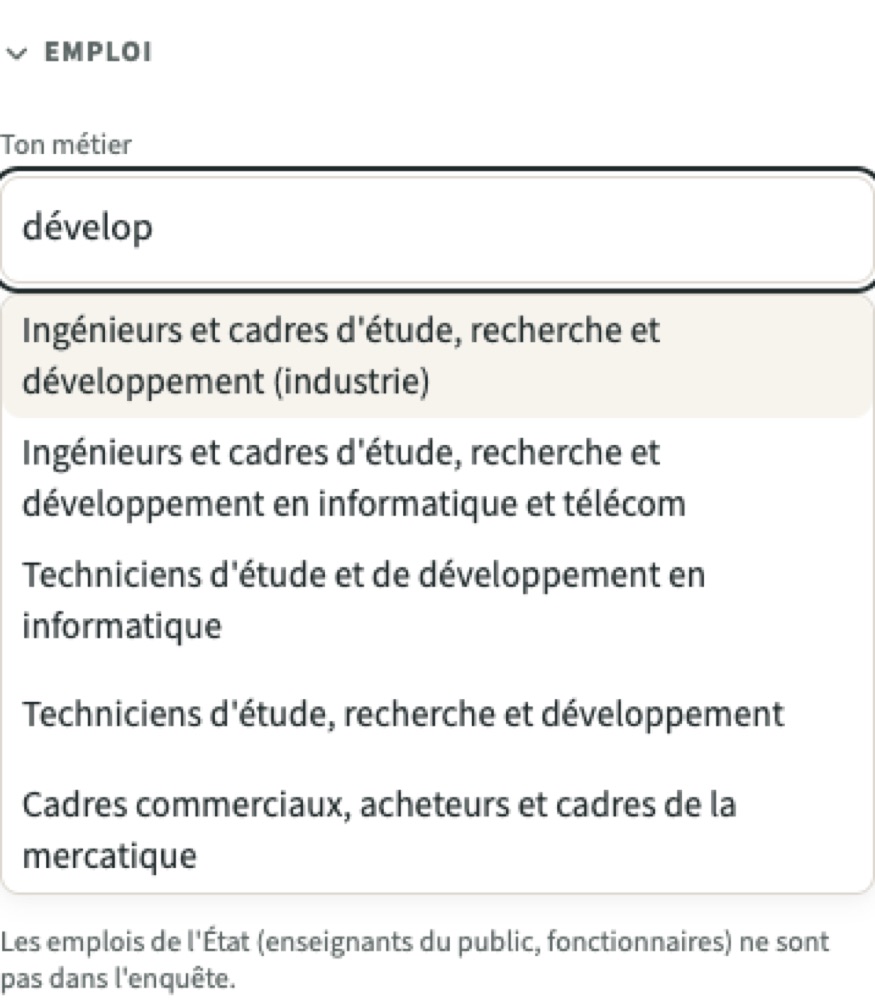 EMPLOI
Ton métier
dévelop
Ingénieurs et cadres d'étude, recherche et
développement (industrie)
Ingénieurs et cadres d'étude, recherche et
développement en informatique et télécom
Techniciens d'étude et de développement en
informatique
Techniciens d'étude, recherche et développement
Cadres commerciaux, acheteurs et cadres de la
mercatique
Les emplois de l'État (enseignants du public, fonctionnaires) ne sont
pas dans l'enquête.